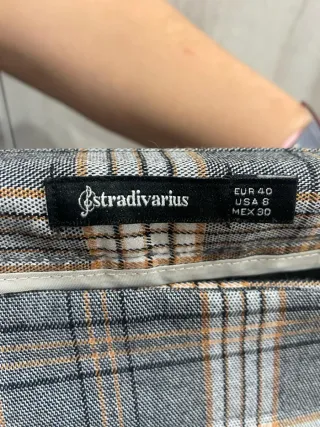 stradivarius
EUR 40
USA 8
MEX 30